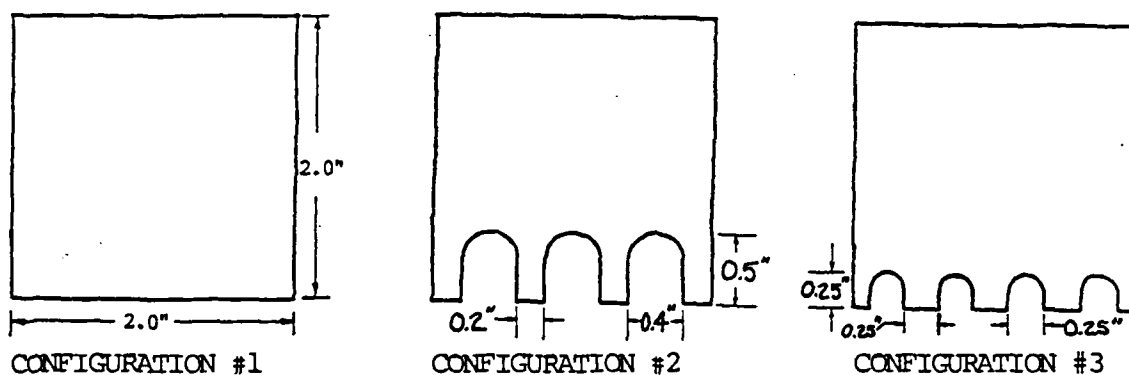 2.0"
2.0"
CONFIGURATION #1
0.5"
0.2"
0.4"
CONFIGURATION #2
0.25"
0.25"
0.25"
CONFIGURATION #3